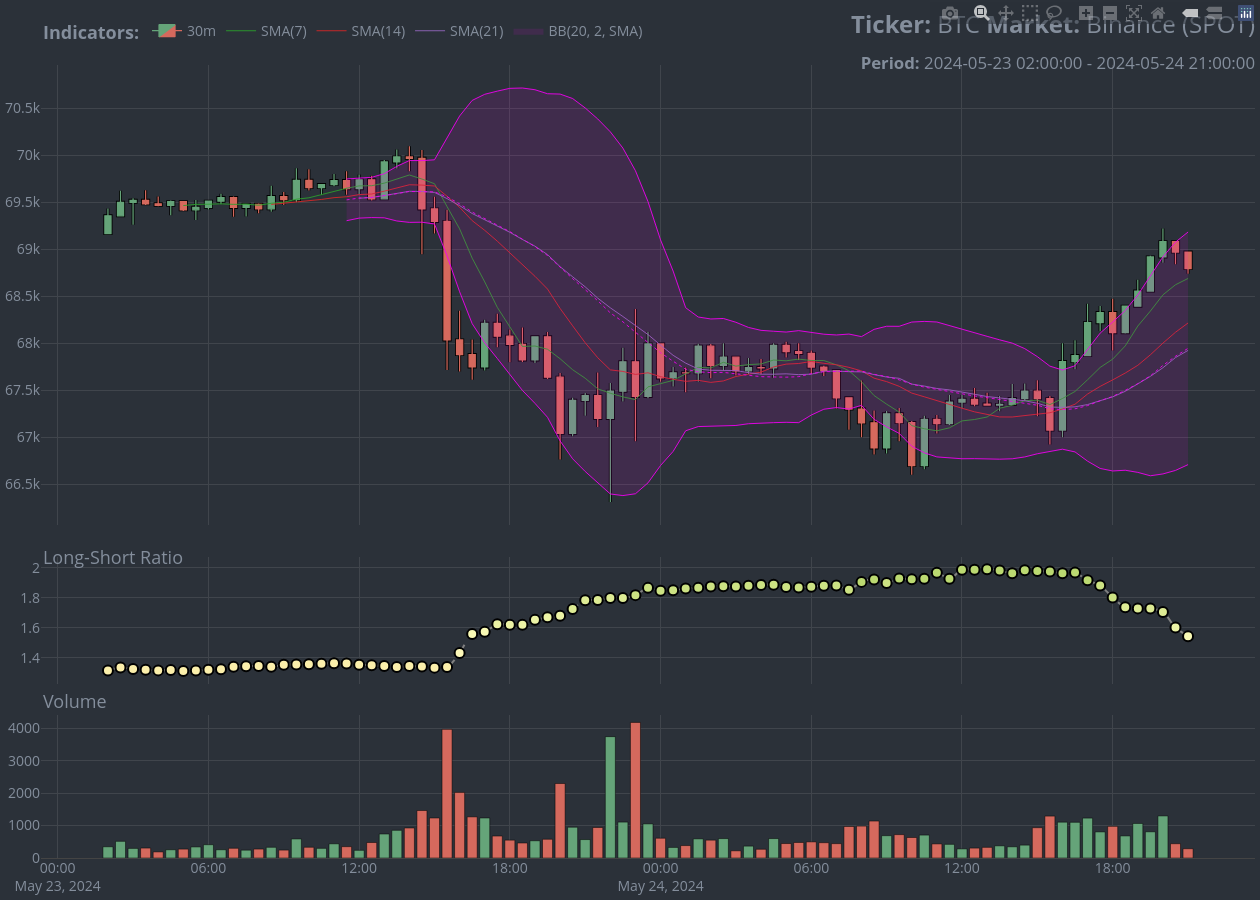 Indicators: 30m SMA(7) SMA(14) SMA(21) BB(20, 2, SMA)
Ticker: BTC Market: Binance (SPOT)
Period: 2024-05-23 02:00:00 - 2024-05-24 21:00:00
70.5k
70k
69.5k
69k
68.5k
68k
67.5k
67k
66.5k
Long-Short Ratio
2
1.8
1.6
1.4
Volume
4000
3000
2000
1000
0
00:00 06:00 12:00 18:00 00:00 06:00 12:00 18:00
May 23, 2024 May 24, 2024